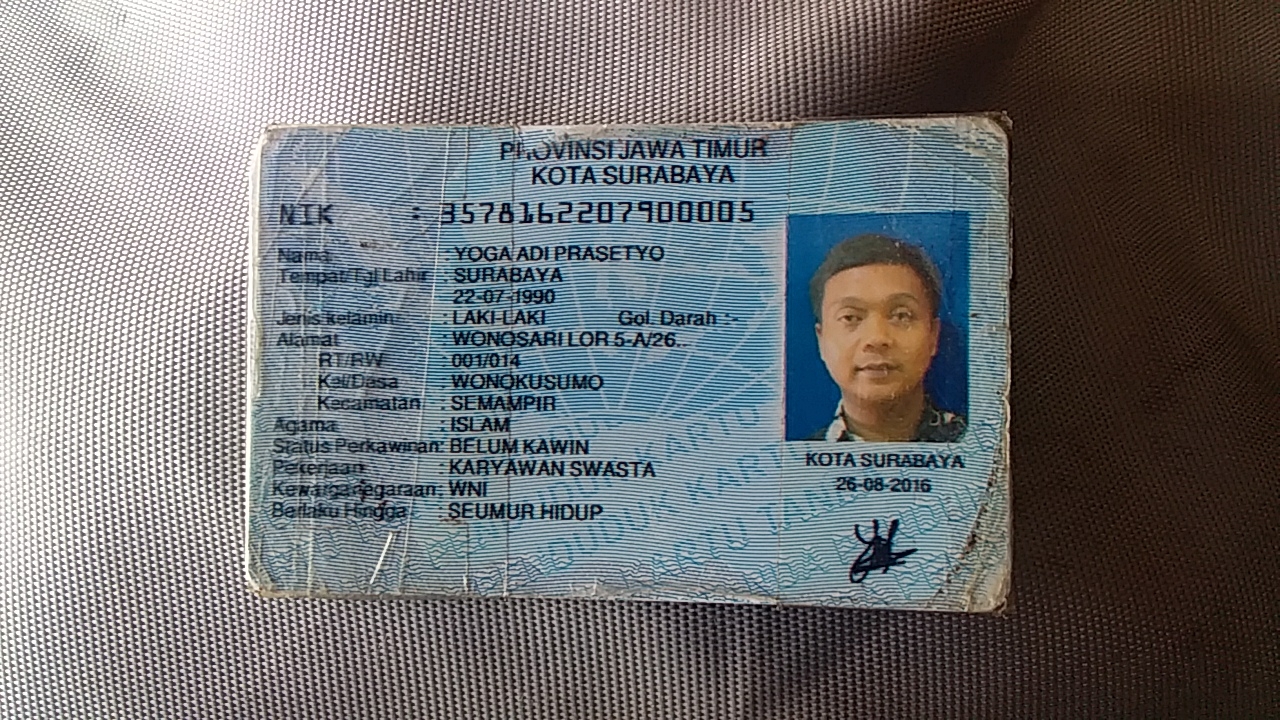 PROVINSI JAWA TIMUR
KOTA SURABAYA
NIK : 3578162207900005
Nama : YOGA ADI PRASETYO
Tempat/Tgl Lahir : SURABAYA
22-07-1990
Jenis kelamin : LAKI-LAKI Gol. Darah :-
Alamat : WONOSARI LOR 5-A/26..
RT/RW : 001/014
Kel/Desa : WONOKUSUMO
Kecamatan : SEMAMPIR
Agama : ISLAM
Status Perkawinan: BELUM KAWIN
Pekerjaan : KARYAWAN SWASTA
Kewarganegaraan: WNI
Berlaku Hingga : SEUMUR HIDUP
KOTA SURABAYA
26-08-2016